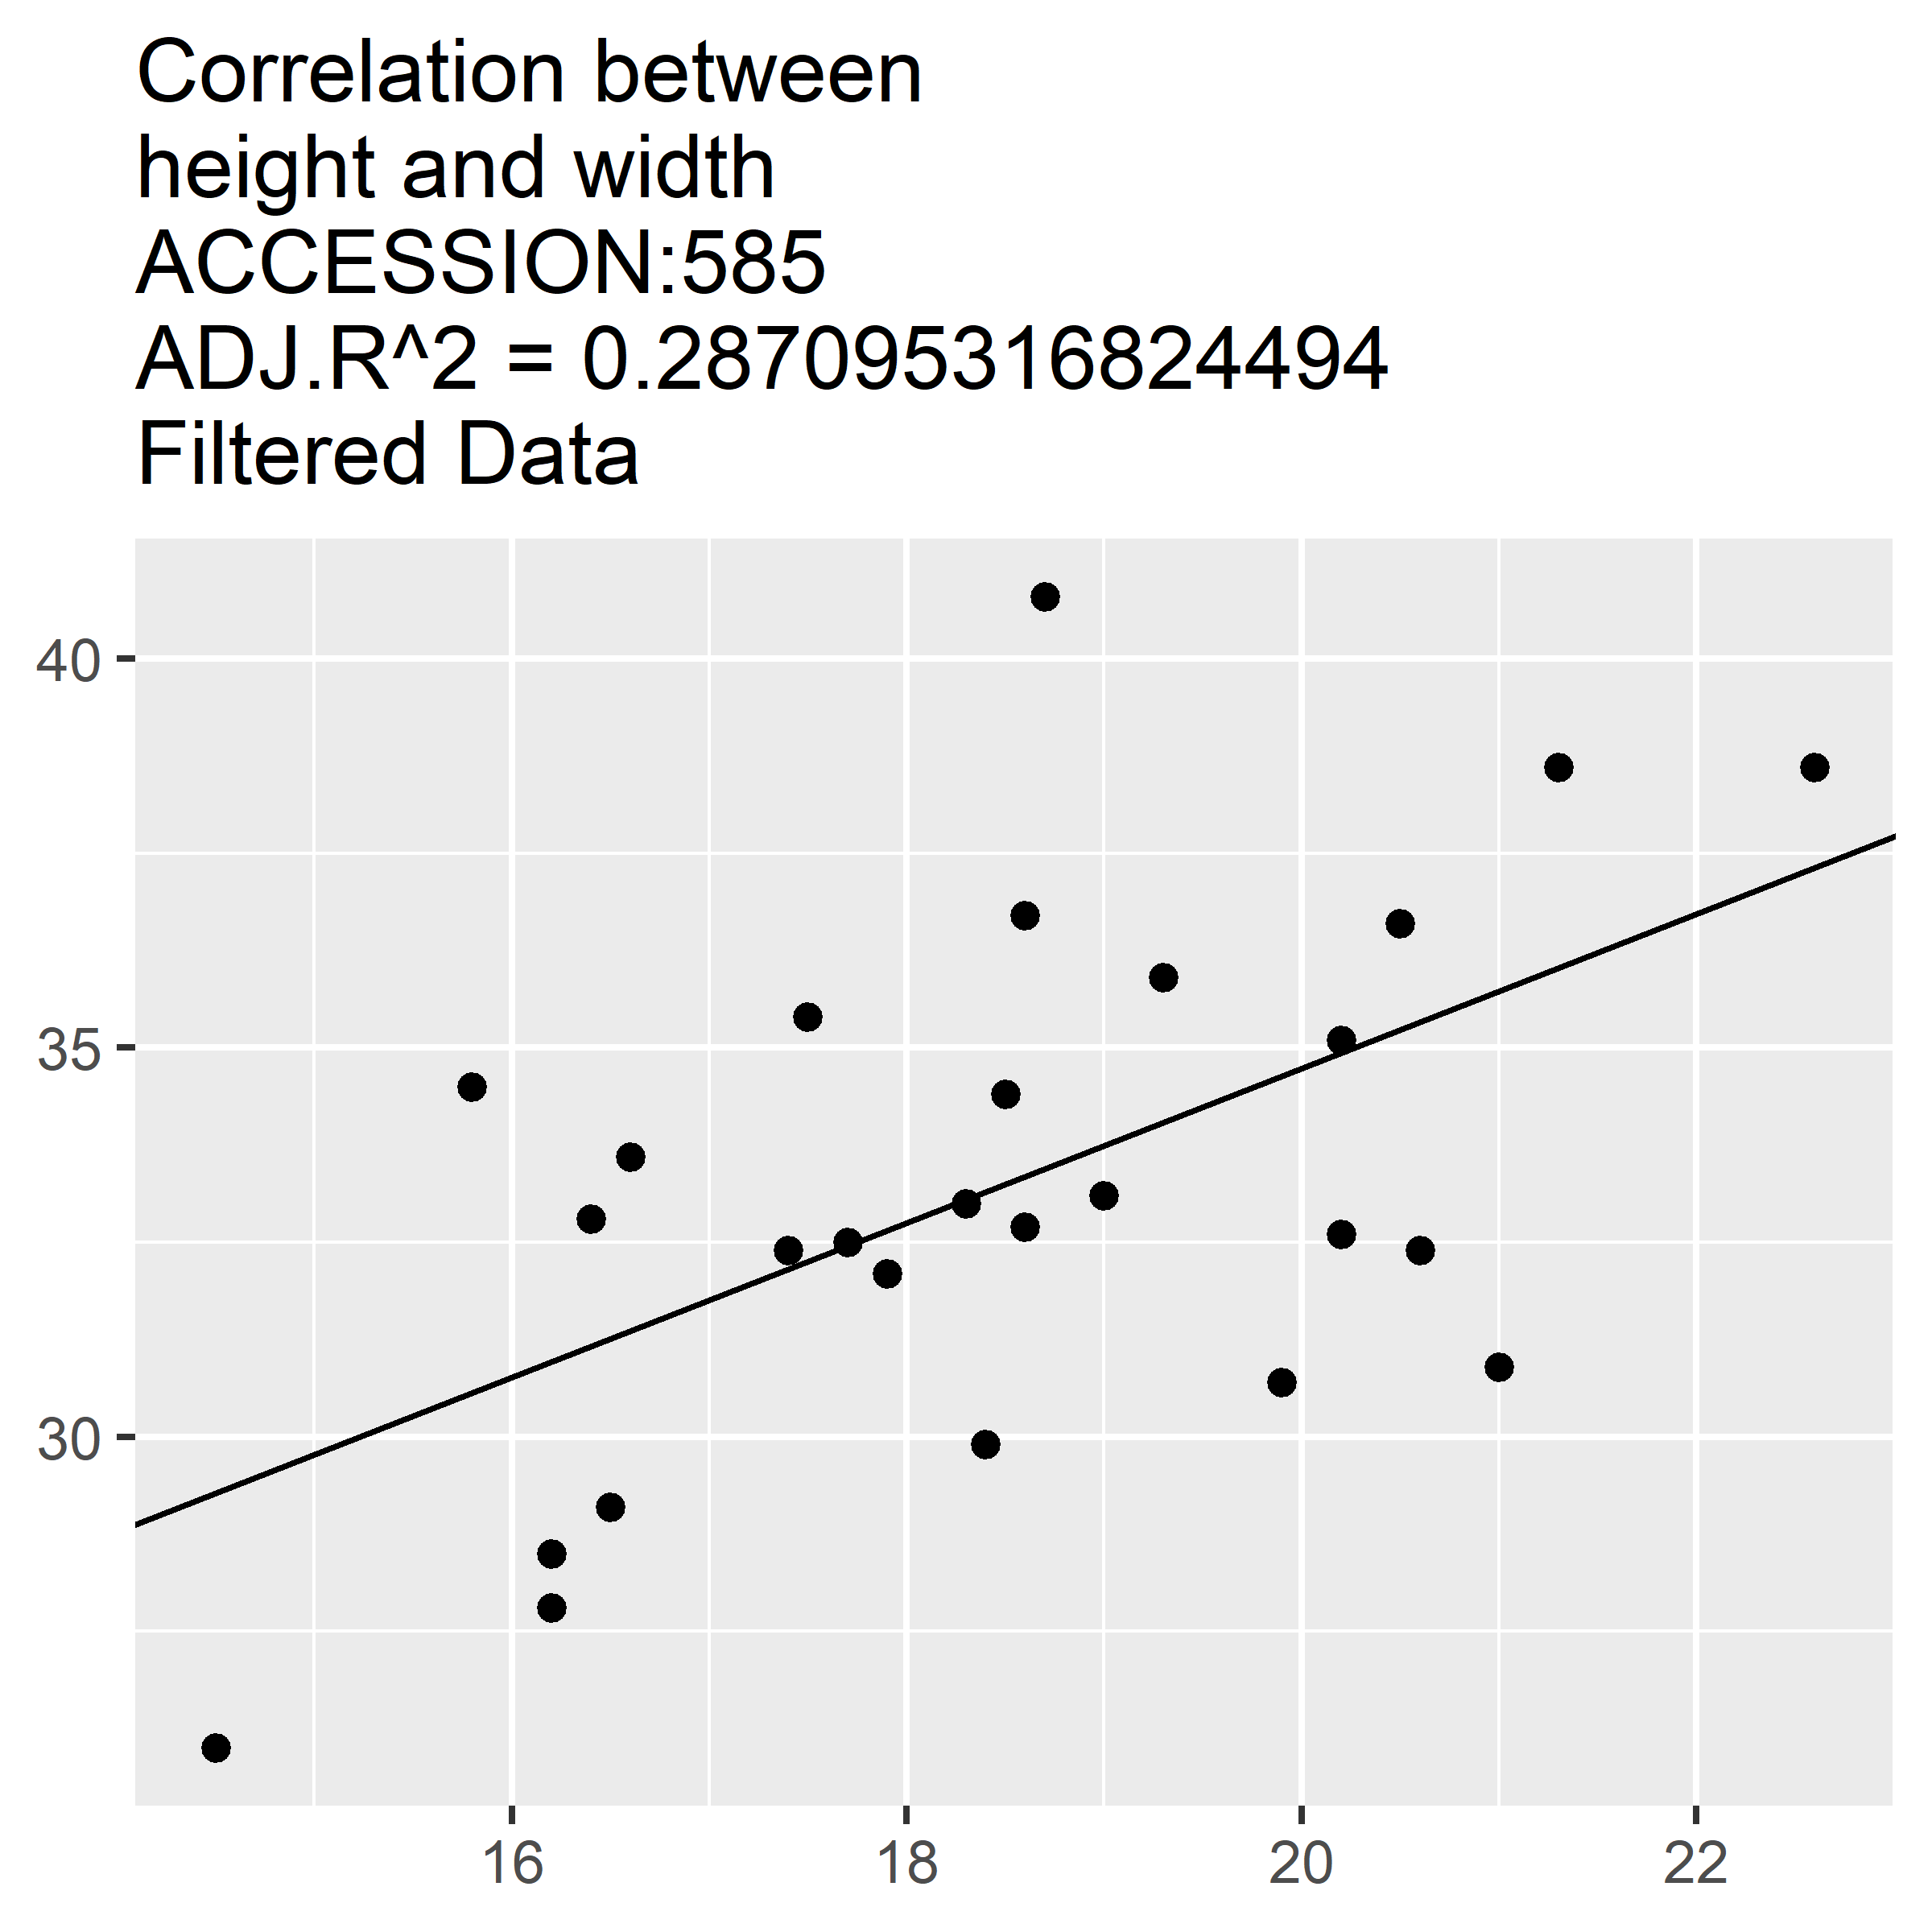 Correlation between
height and width
ACCESSION:585
ADJ.R^2 = 0.287095316824494
Filtered Data
40
35
30
16 18 20 22